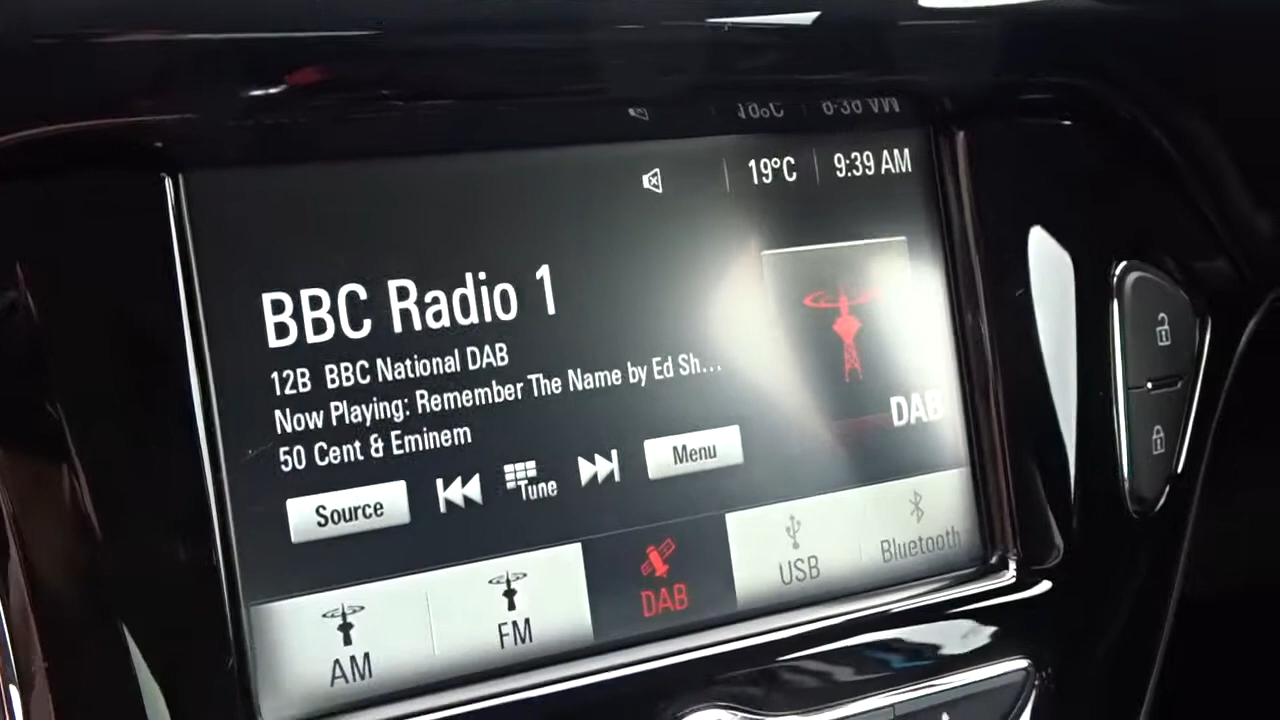 19°C 9:39 AM
BBC Radio 1
12B BBC National DAB
Now Playing: Remember The Name by Ed Sh...
50 Cent & Eminem
DAB
Source Tune Menu
AM FM DAB USB Bluetooth